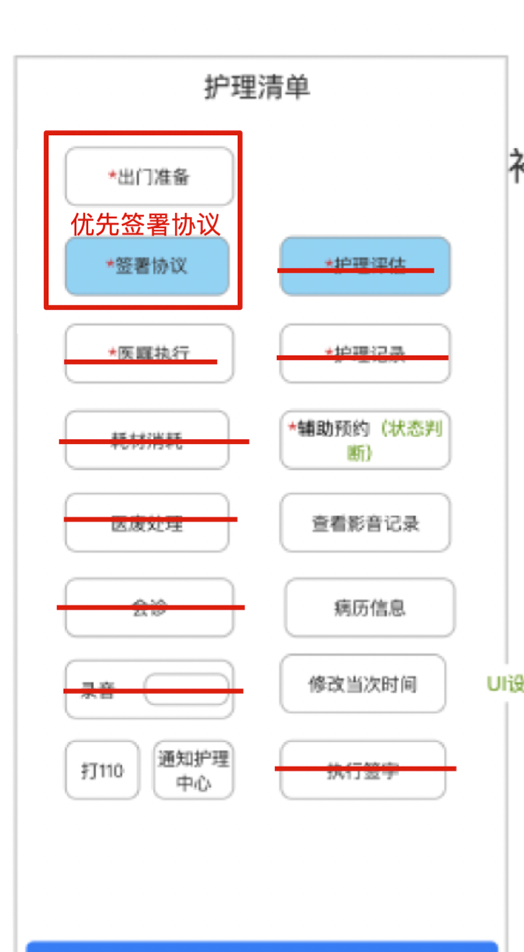 护理清单
*出门准备
优先签署协议
*签署协议
*护理评估
*医嘱执行
*护理记录
耗材消耗
*辅助预约（状态判
断）
医废处理
查看影音记录
会诊
病历信息
录音
修改当次时间
UI设
打110
通知护理
中心
执行签字